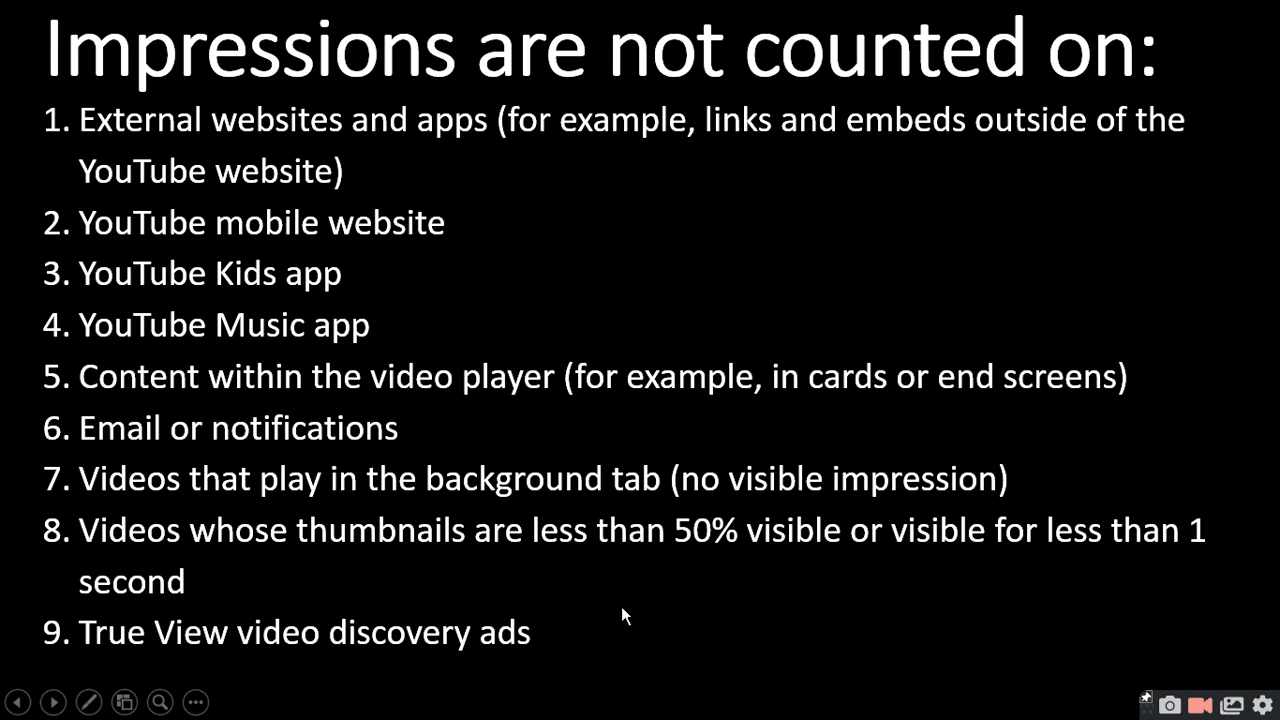 Impressions are not counted on:
1. External websites and apps (for example, links and embeds outside of the
YouTube website)
2. YouTube mobile website
3. YouTube Kids app
4. YouTube Music app
5. Content within the video player (for example, in cards or end screens)
6. Email or notifications
7. Videos that play in the background tab (no visible impression)
8. Videos whose thumbnails are less than 50% visible or visible for less than 1
second
9. True View video discovery ads